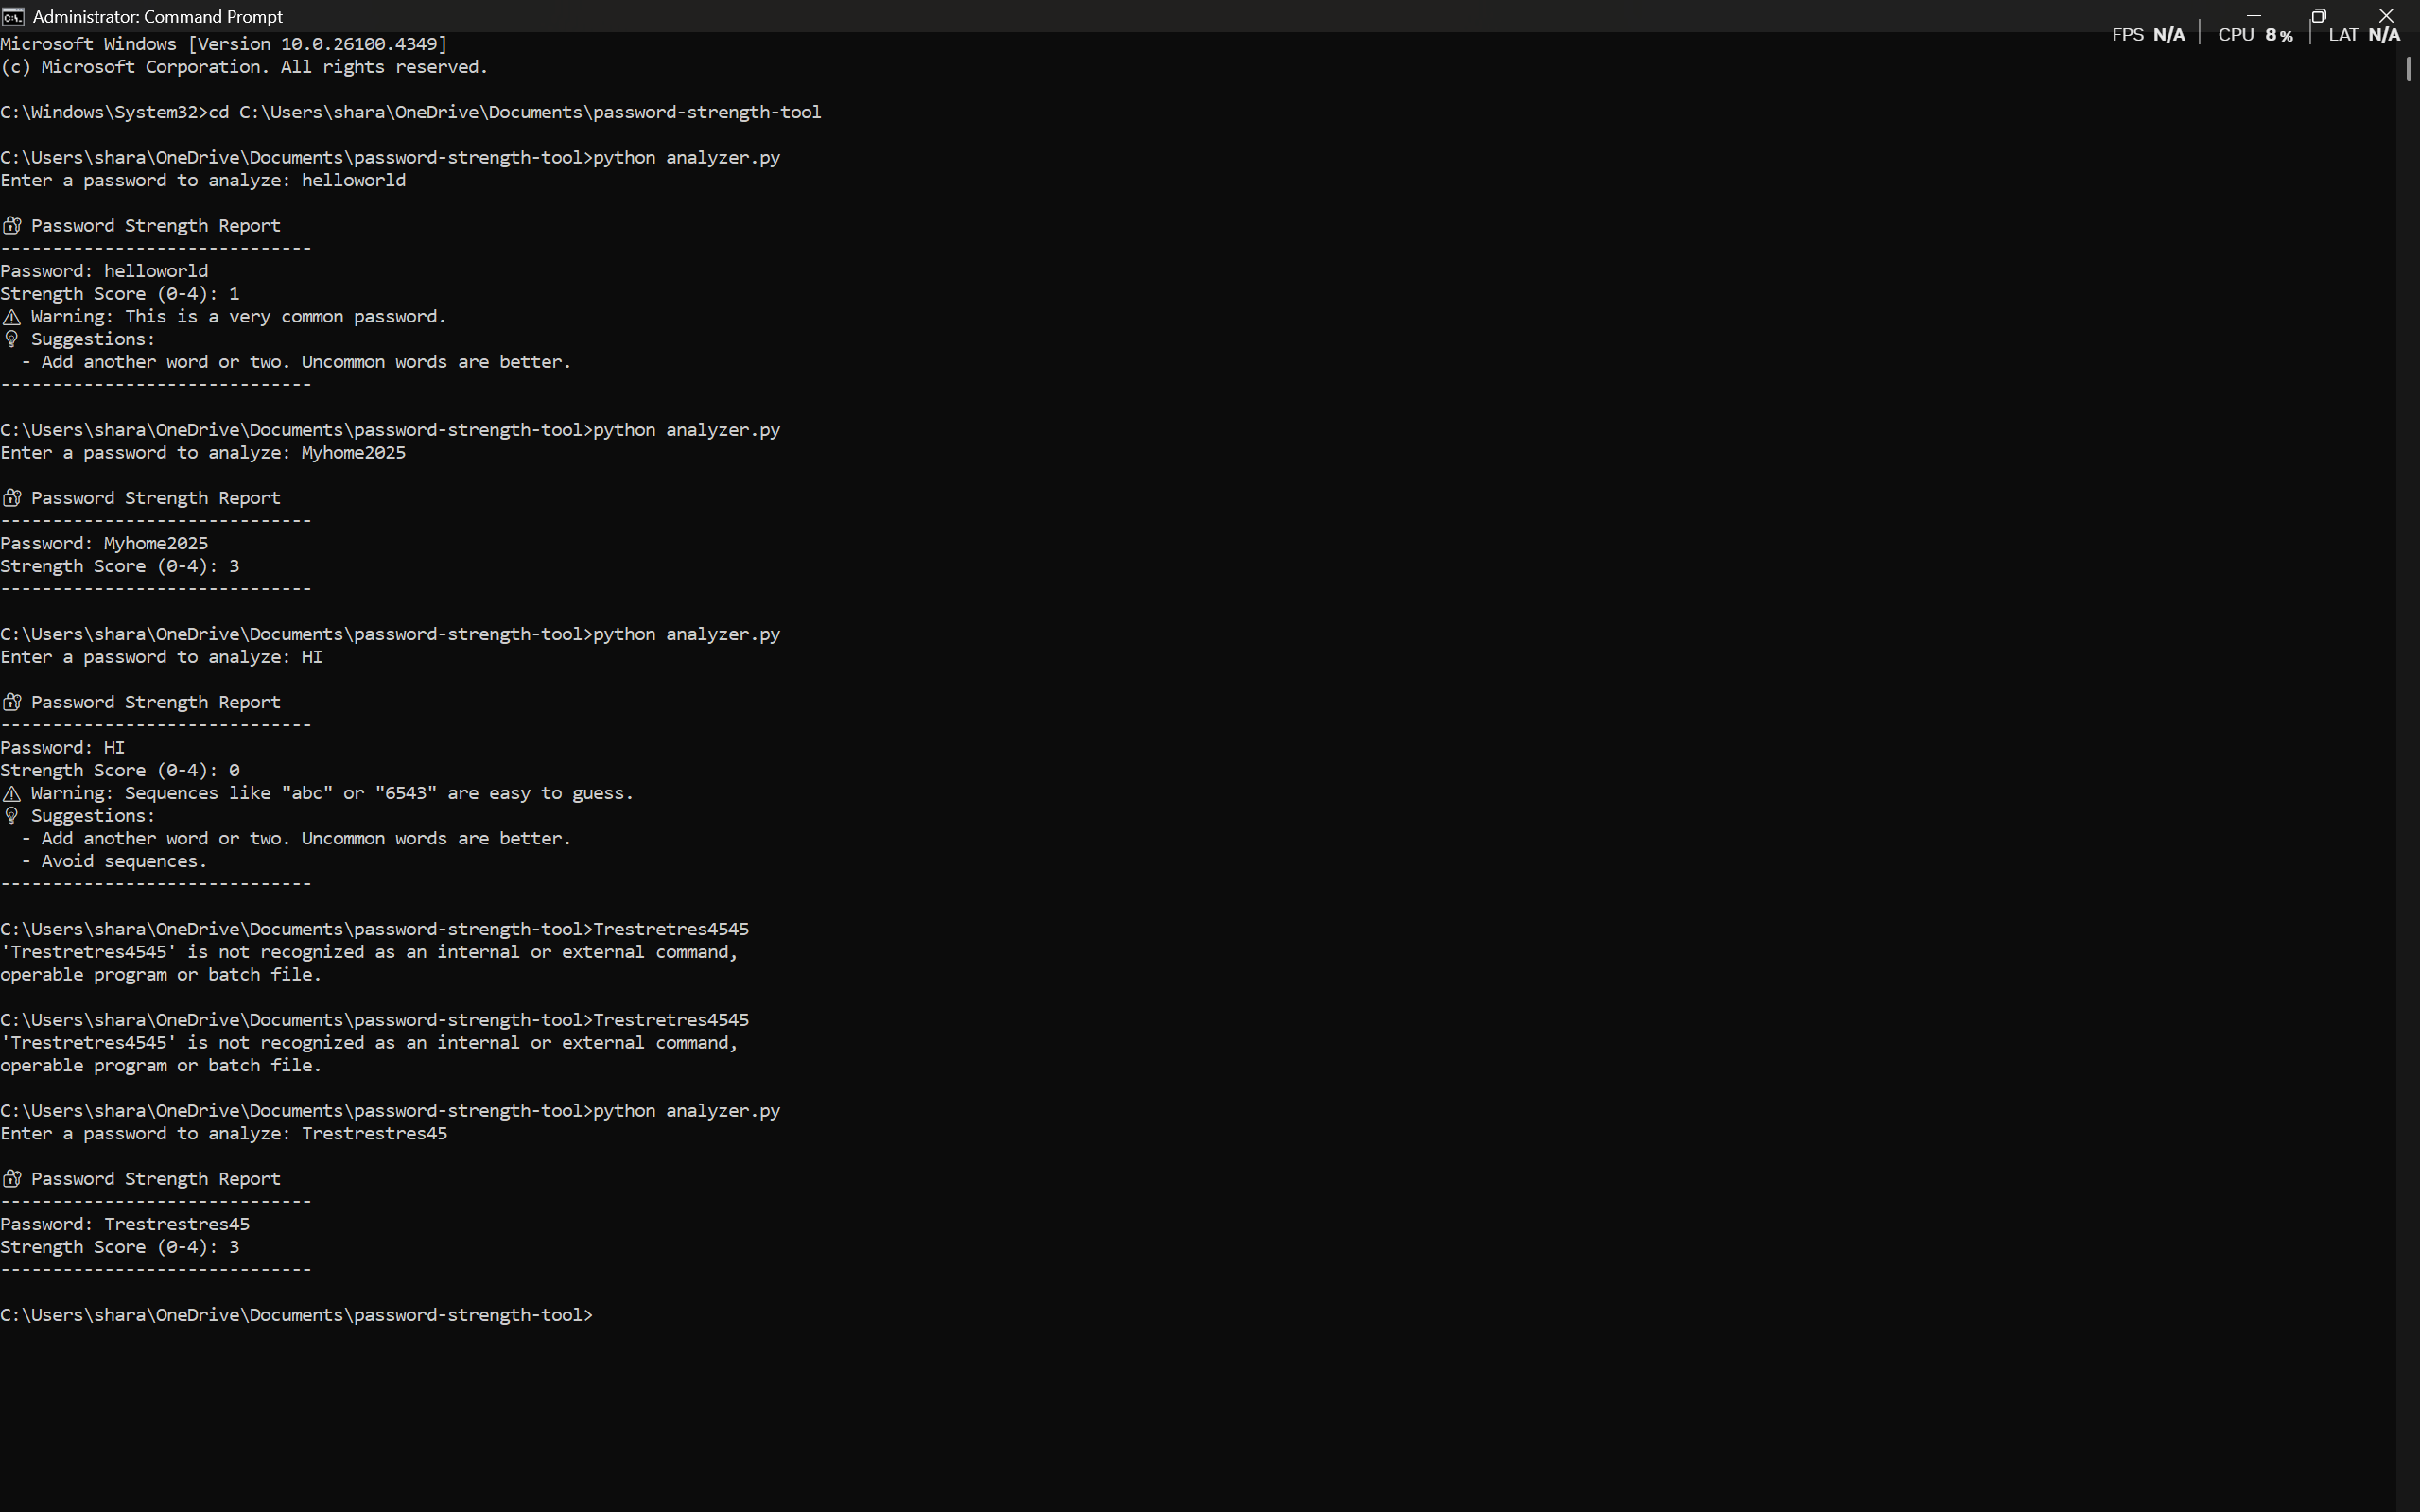 Administrator: Command Prompt
FPS N/A CPU 8% LAT N/A
Microsoft Windows [Version 10.0.26100.4349]
(c) Microsoft Corporation. All rights reserved.
C:\Windows\System32>cd C:\Users\shara\OneDrive\Documents\password-strength-tool
C:\Users\shara\OneDrive\Documents\password-strength-tool>python analyzer.py
Enter a password to analyze: helloworld
🔐 Password Strength Report
------------------------------
Password: helloworld
Strength Score (0-4): 1
⚠ Warning: This is a very common password.
💡 Suggestions:
  - Add another word or two. Uncommon words are better.
------------------------------
C:\Users\shara\OneDrive\Documents\password-strength-tool>python analyzer.py
Enter a password to analyze: Myhome2025
🔐 Password Strength Report
------------------------------
Password: Myhome2025
Strength Score (0-4): 3
------------------------------
C:\Users\shara\OneDrive\Documents\password-strength-tool>python analyzer.py
Enter a password to analyze: HI
🔐 Password Strength Report
------------------------------
Password: HI
Strength Score (0-4): 0
⚠ Warning: Sequences like "abc" or "6543" are easy to guess.
💡 Suggestions:
  - Add another word or two. Uncommon words are better.
  - Avoid sequences.
------------------------------
C:\Users\shara\OneDrive\Documents\password-strength-tool>Trestretres4545
'Trestretres4545' is not recognized as an internal or external command,
operable program or batch file.
C:\Users\shara\OneDrive\Documents\password-strength-tool>Trestretres4545
'Trestretres4545' is not recognized as an internal or external command,
operable program or batch file.
C:\Users\shara\OneDrive\Documents\password-strength-tool>python analyzer.py
Enter a password to analyze: Trestrestres45
🔐 Password Strength Report
------------------------------
Password: Trestrestres45
Strength Score (0-4): 3
------------------------------
C:\Users\shara\OneDrive\Documents\password-strength-tool>